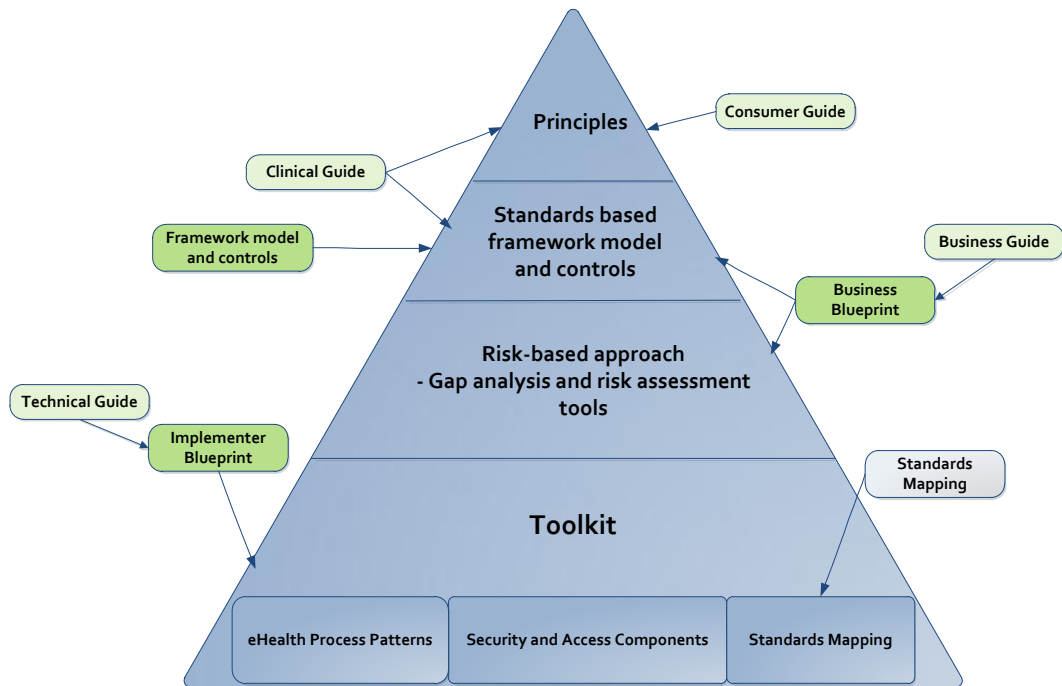 Principles
Consumer Guide
Clinical Guide
Standards based
framework model
and controls
Framework model
and controls
Business Guide
Business
Blueprint
Risk-based approach
- Gap analysis and risk assessment
tools
Technical Guide
Implementer
Blueprint
Standards
Mapping
Toolkit
eHealth Process Patterns
Security and Access Components
Standards Mapping